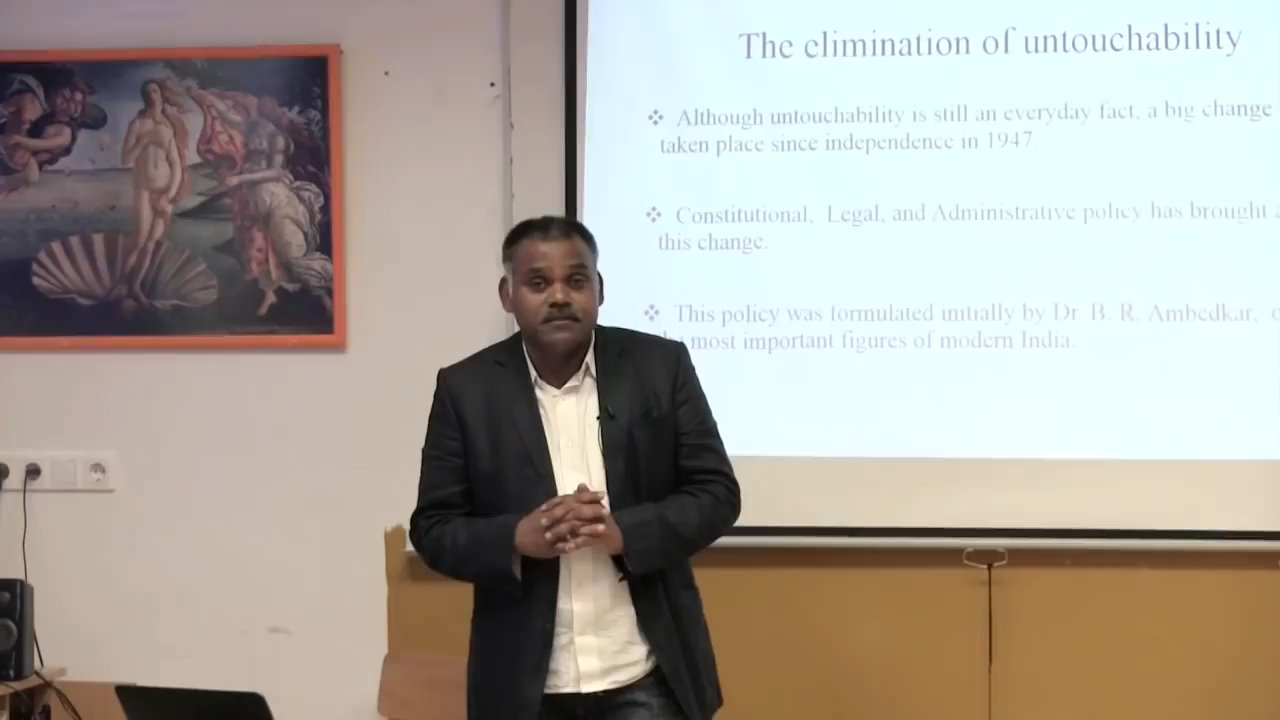 The elimination of untouchability
❖ Although untouchability is still an everyday fact, a big change
taken place since independence in 1947
❖ Constitutional, Legal, and Administrative policy has brought
this change.
❖ This policy was formulated initially by Dr. B. R. Ambedkar,
most important figures of modern India.